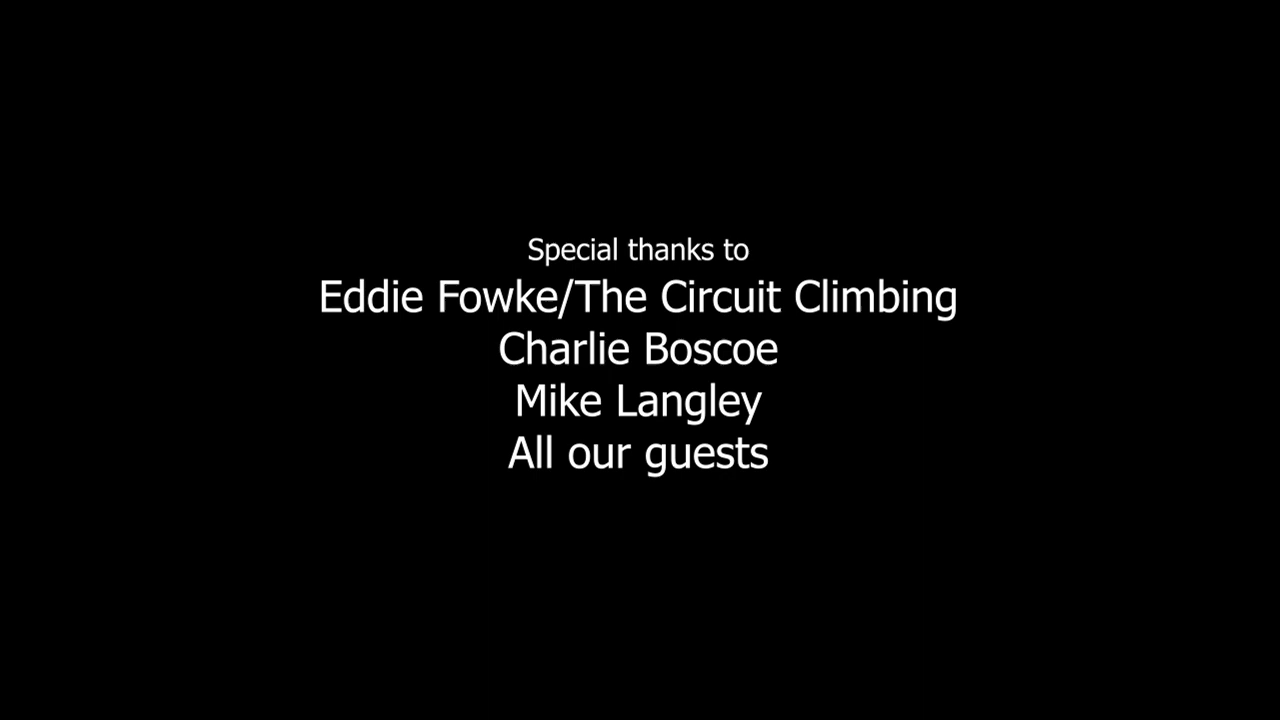 Special thanks to
Eddie Fowke/The Circuit Climbing
Charlie Boscoe
Mike Langley
All our guests